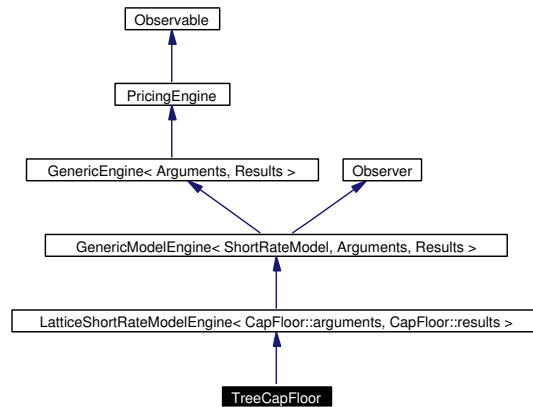 Observable
PricingEngine
GenericEngine< Arguments, Results >
Observer
GenericModelEngine< ShortRateModel, Arguments, Results >
LatticeShortRateModelEngine< CapFloor::arguments, CapFloor::results >
TreeCapFloor